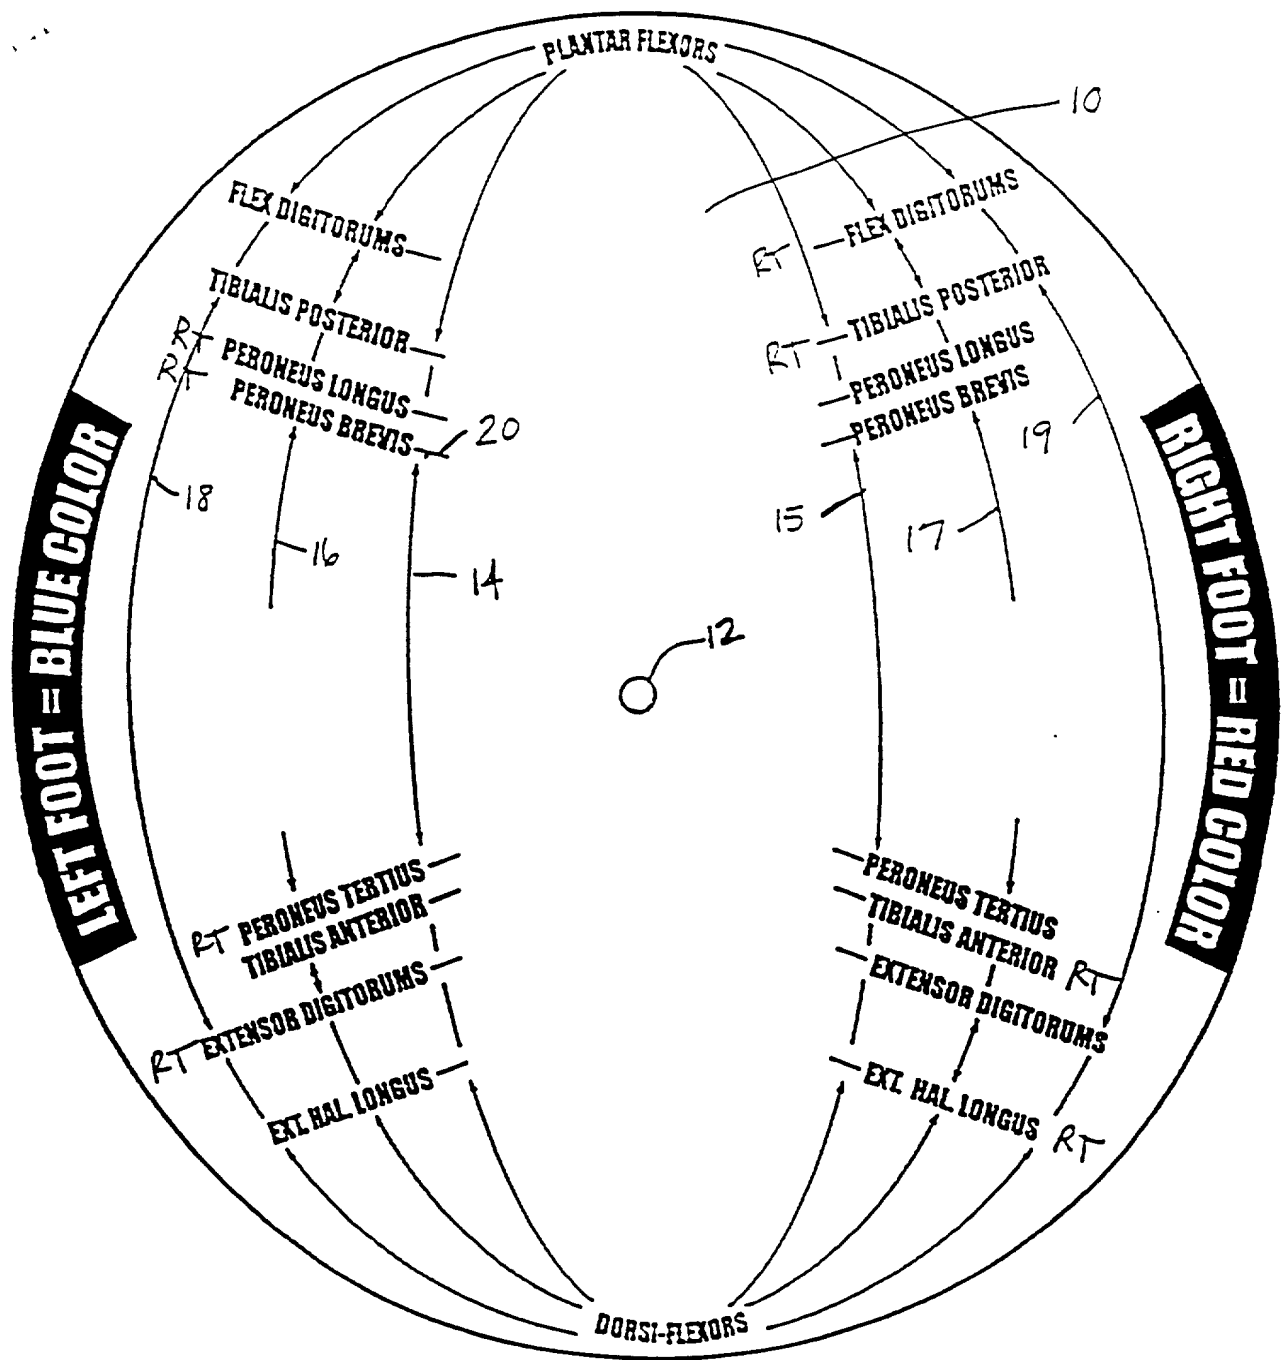 PLANTAR FLEXORS
10
FLEX DIGITORUMS
RT FLEX DIGITORUMS
TIBIALIS POSTERIOR
RT TIBIALIS POSTERIOR
RT PERONEUS LONGUS
PERONEUS LONGUS
RT PERONEUS BREVIS
PERONEUS BREVIS
20
19
18
15
17
16
14
LEFT FOOT = BLUE COLOR
RIGHT FOOT = RED COLOR
12
RT PERONEUS TERTIUS
PERONEUS TERTIUS
TIBIALIS ANTERIOR
TIBIALIS ANTERIOR RT
RT EXTENSOR DIGITORUMS
EXTENSOR DIGITORUMS
EXT. HAL. LONGUS
EXT. HAL. LONGUS RT
DORSI-FLEXORS